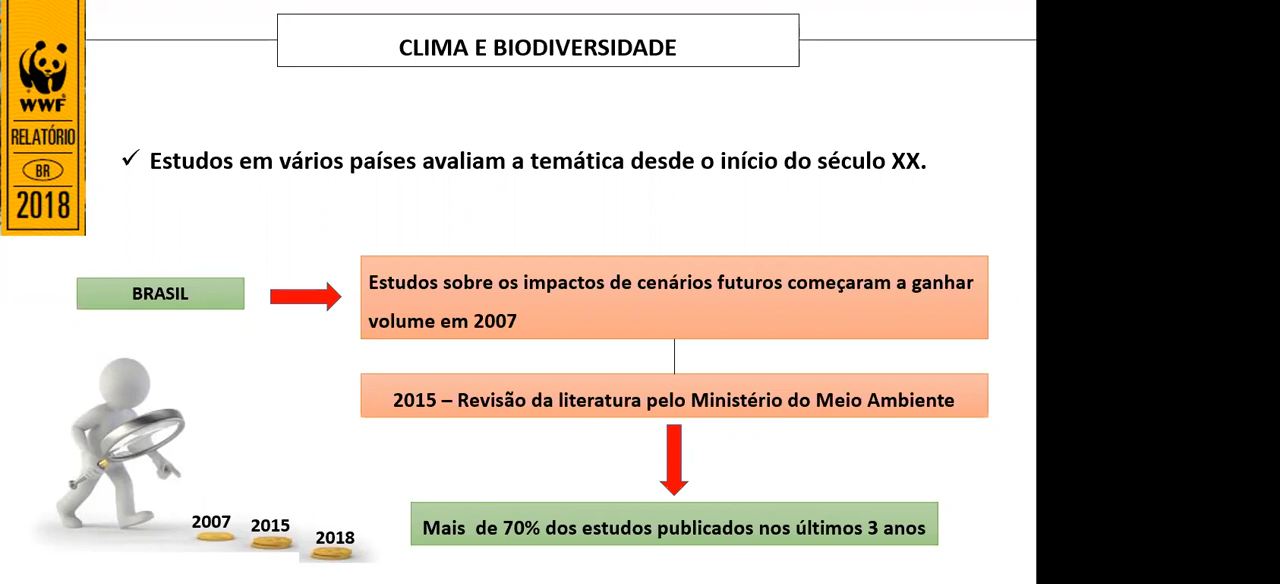 CLIMA E BIODIVERSIDADE
WWF
RELATÓRIO
BR
2018
✓ Estudos em vários países avaliam a temática desde o início do século XX.
BRASIL
Estudos sobre os impactos de cenários futuros começaram a ganhar
volume em 2007
2015 – Revisão da literatura pelo Ministério do Meio Ambiente
Mais de 70% dos estudos publicados nos últimos 3 anos
2007
2015
2018